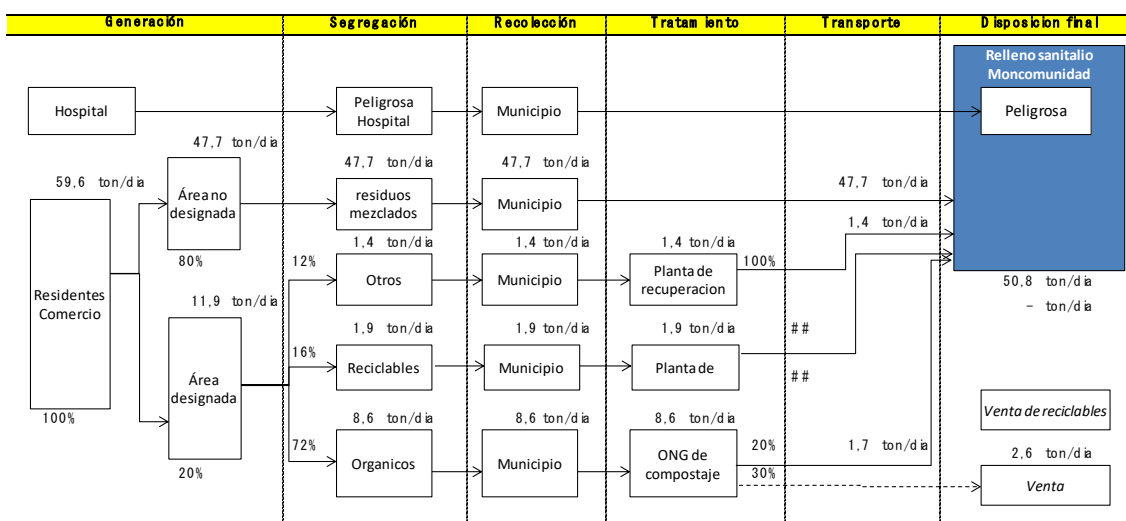 Generación Segregación Recolección Tratam iento Transporte Disposicion final
Relleno sanitalio
Moncomunidad
Hospital
Peligrosa
Hospital
Municipio
Peligrosa
47,7 ton/dia
47,7 ton/dia 47,7 ton/dia
59,6 ton/dia
47,7 ton/dia
Área no
designada
residuos
mezclados
Municipio
1,4 ton/dia
80%
1,4 ton/dia 1,4 ton/dia 1,4 ton/dia
12%
Otros
Municipio
Planta de
recuperacion
100%
50,8 ton/dia
- ton/dia
Residentes
Comercio
11,9 ton/dia
1,9 ton/dia 1,9 ton/dia 1,9 ton/dia ##
16%
Reciclables
Municipio
Planta de
##
Área
designada
100%
20%
Venta de reciclables
8,6 ton/dia 8,6 ton/dia 8,6 ton/dia
72%
Organicos
Municipio
ONG de
compostaje
20%
30%
1,7 ton/dia
2,6 ton/dia
Venta